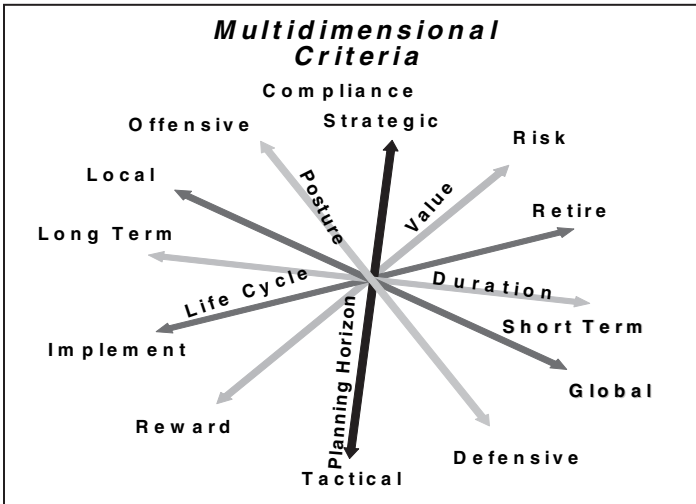 Multidimensional
Criteria
Compliance
Strategic
Offensive
Risk
Local
Posture
Value
Retire
Long Term
Life Cycle
Duration
Short Term
Implement
Planning Horizon
Global
Reward
Defensive
Tactical